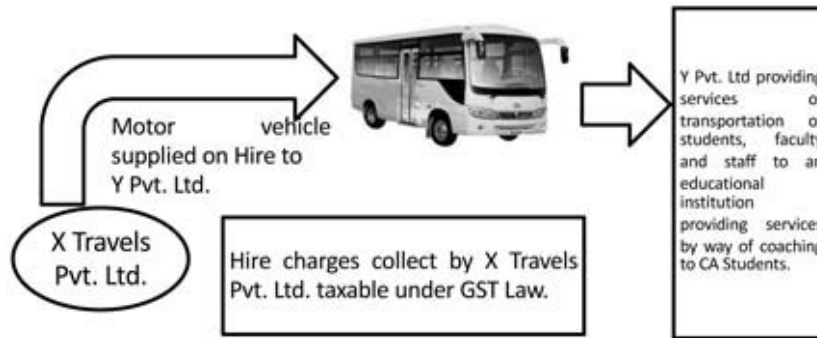 Motor vehicle
supplied on Hire to
Y Pvt. Ltd.
X Travels
Pvt. Ltd.
Hire charges collect by X Travels
Pvt. Ltd. taxable under GST Law.
Y Pvt. Ltd providing
services of
transportation of
students, faculty
and staff to an
educational
institution
providing services
by way of coaching
to CA Students.